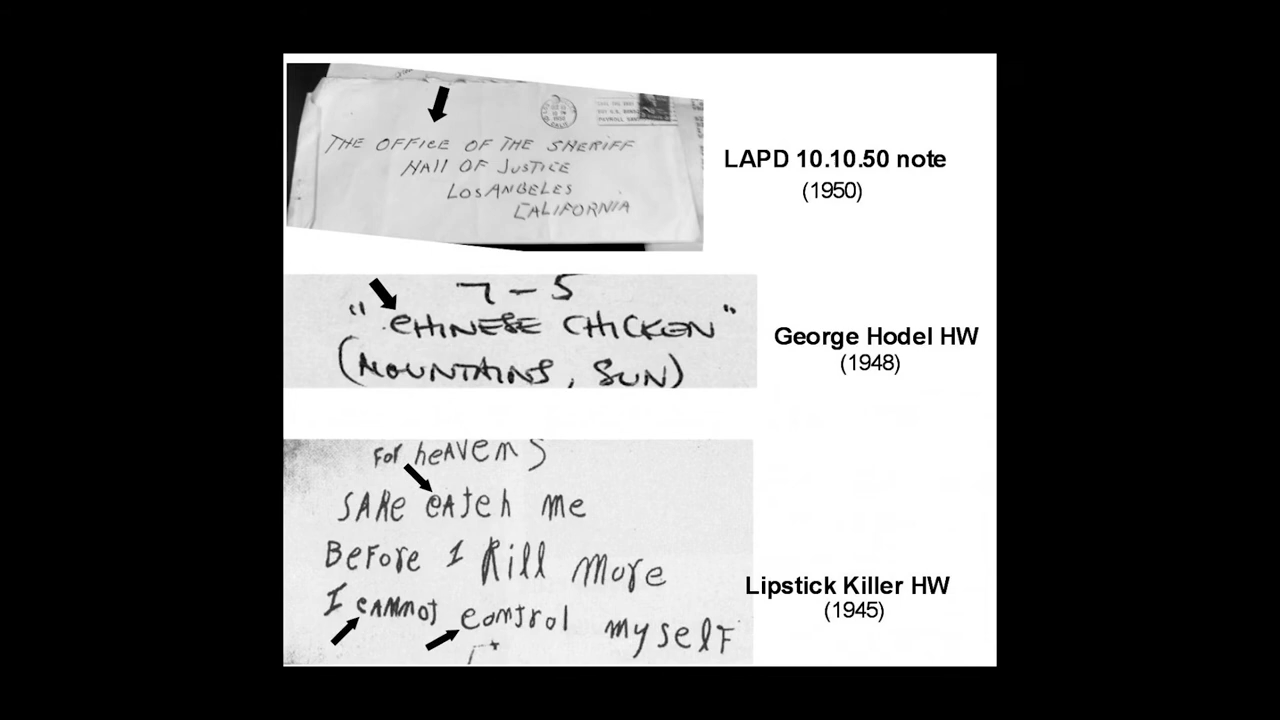 THE OFFICE OF THE SHERIFF
HAll OF JUSTICE
LOS ANGELES
CALIFORNIA
LAPD 10.10.50 note
(1950)
7-5
"CHINESE CHICKEN"
(MOUNTAINS, SUN)
George Hodel HW
(1948)
For heAvens
SAKe cAtch me
BeFore I Kill More
I cAnnot control myself
Lipstick Killer HW
(1945)